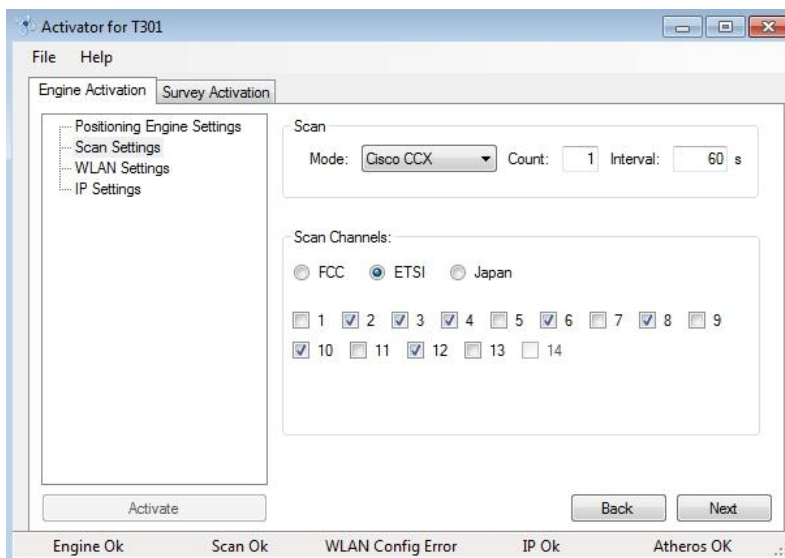 Activator for T301
File Help
Engine Activation Survey Activation
Positioning Engine Settings
Scan Settings
WLAN Settings
IP Settings
Scan
Mode: Cisco CCX Count: 1 Interval: 60 s
Scan Channels:
FCC ETSI Japan
1 2 3 4 5 6 7 8 9
10 11 12 13 14
Activate Back Next
Engine Ok Scan Ok WLAN Config Error IP Ok Atheros OK